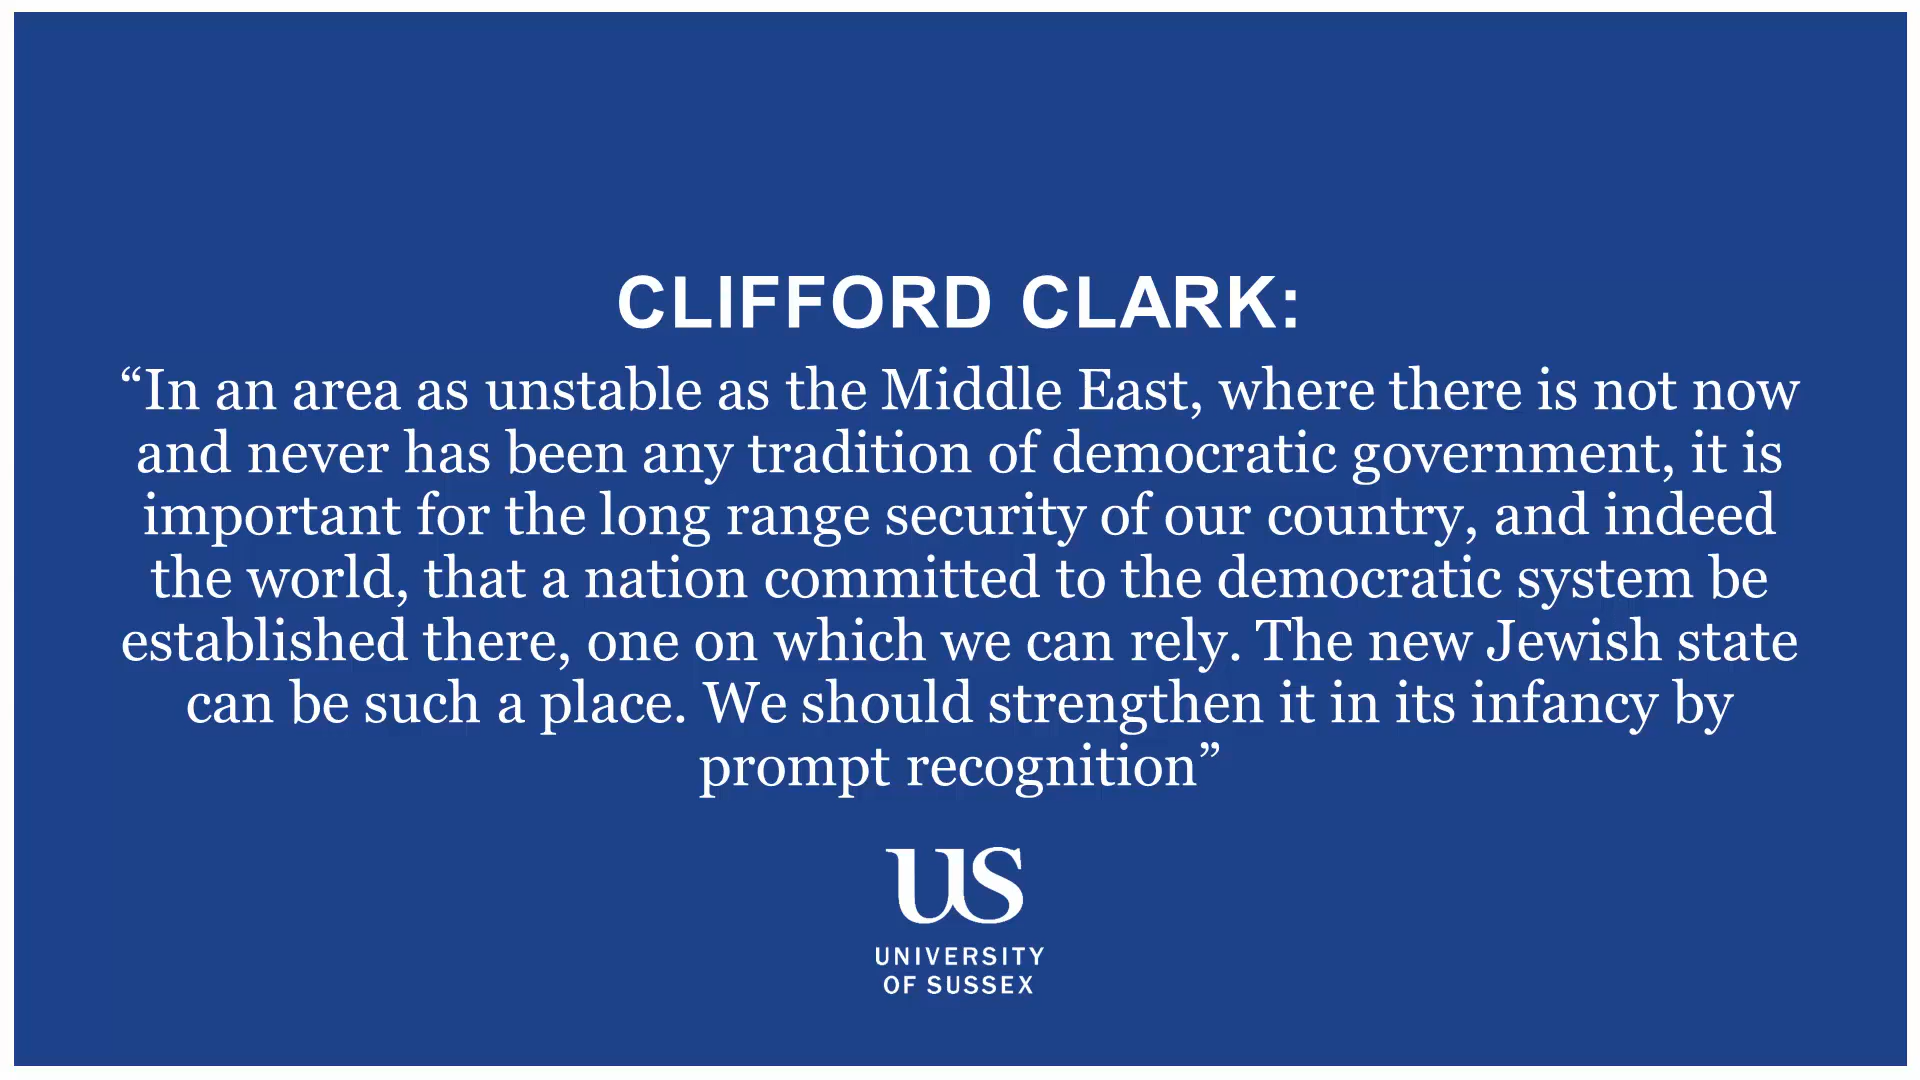 CLIFFORD CLARK:
“In an area as unstable as the Middle East, where there is not now
and never has been any tradition of democratic government, it is
important for the long range security of our country, and indeed
the world, that a nation committed to the democratic system be
established there, one on which we can rely. The new Jewish state
can be such a place. We should strengthen it in its infancy by
prompt recognition”
US
UNIVERSITY
OF SUSSEX